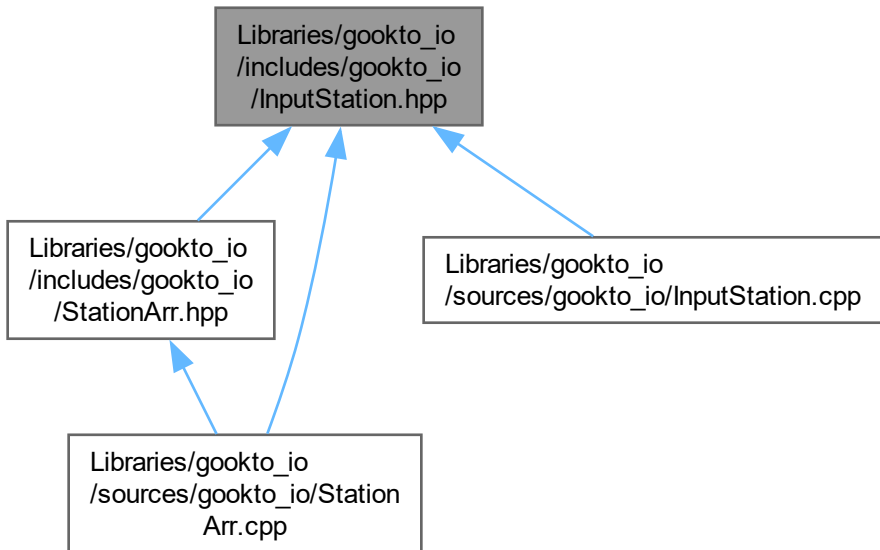 Libraries/gookto_io
/includes/gookto_io
/InputStation.hpp
Libraries/gookto_io
/includes/gookto_io
/StationArr.hpp
Libraries/gookto_io
/sources/gookto_io/InputStation.cpp
Libraries/gookto_io
/sources/gookto_io/Station
Arr.cpp